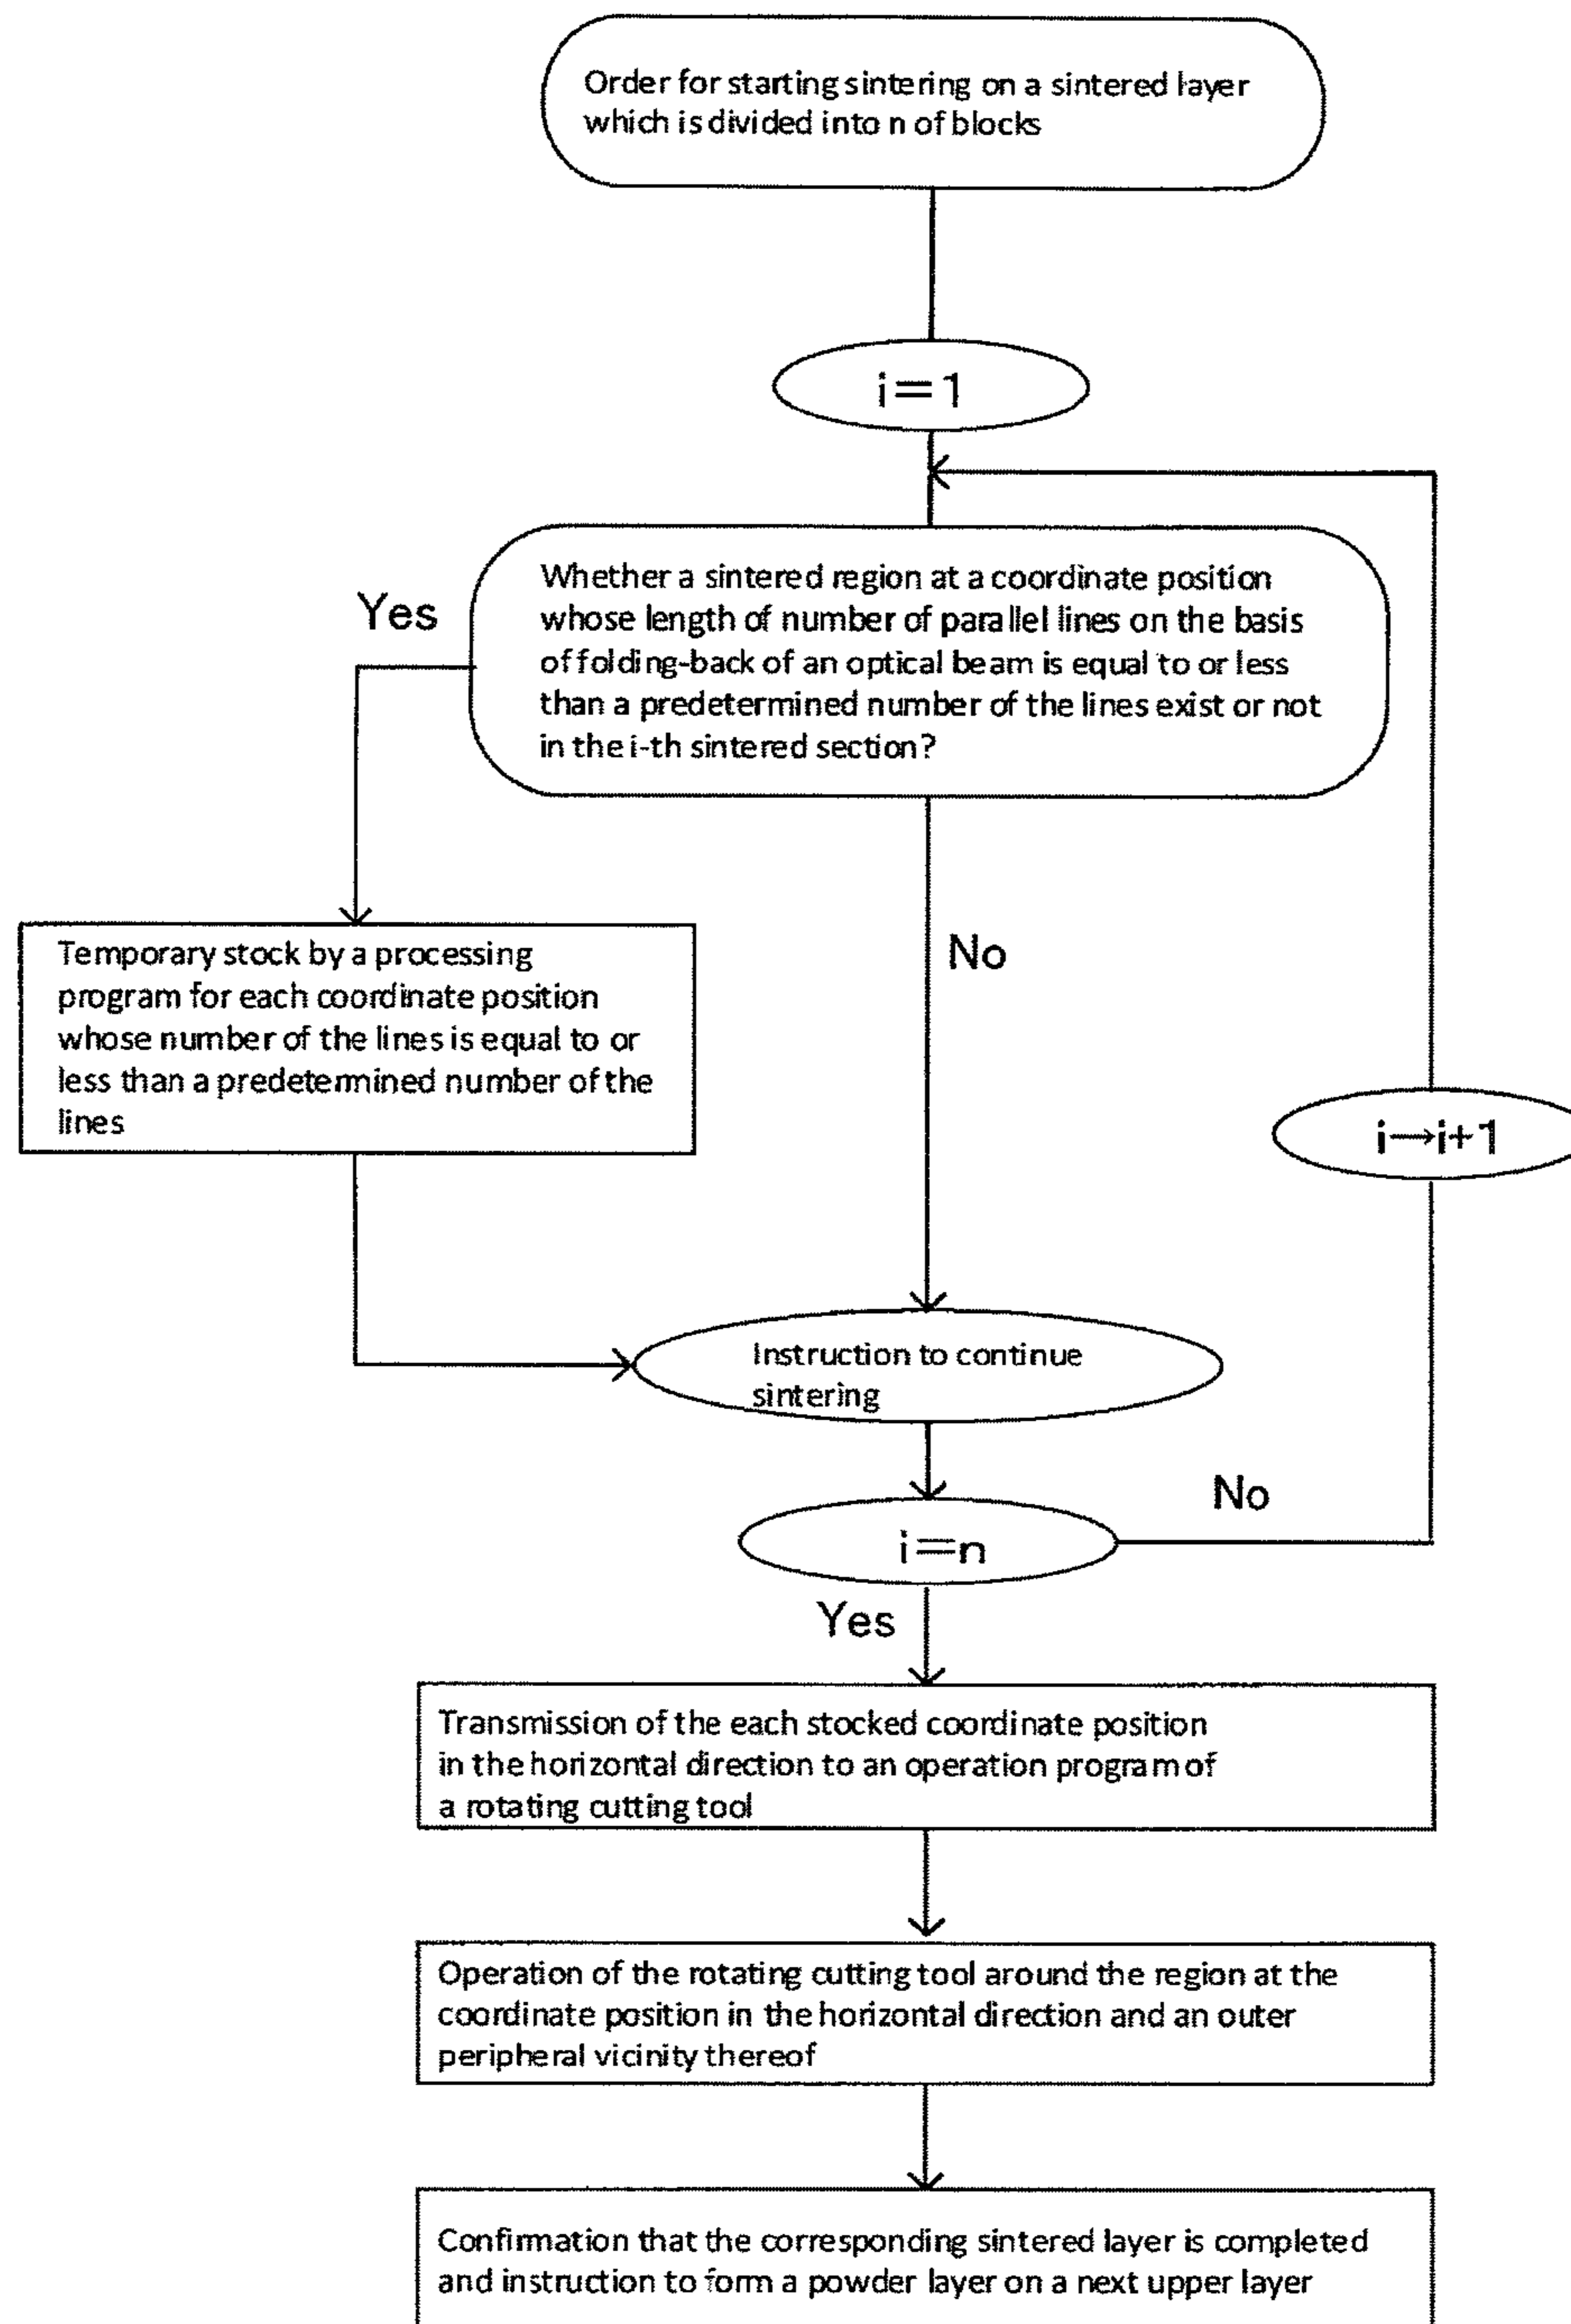 Order for starting sintering on a sintered layer
which is divided into n of blocks
i=1
Whether a sintered region at a coordinate position
whose length of number of parallel lines on the basis
of folding-back of an optical beam is equal to or less
than a predetermined number of the lines exist or not
in the i-th sintered section?
Yes
No
Temporary stock by a processing
program for each coordinate position
whose number of the lines is equal to or
less than a predetermined number of the
lines
i→i+1
Instruction to continue
sintering
i=n
No
Yes
Transmission of the each stocked coordinate position
in the horizontal direction to an operation program of
a rotating cutting tool
Operation of the rotating cutting tool around the region at the
coordinate position in the horizontal direction and an outer
peripheral vicinity thereof
Confirmation that the corresponding sintered layer is completed
and instruction to form a powder layer on a next upper layer